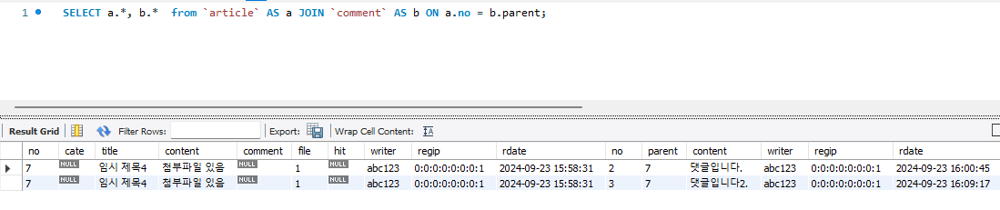 1 SELECT a.*, b.*  from `article` AS a JOIN `comment` AS b ON a.no = b.parent;
Result Grid Filter Rows: Export: Wrap Cell Content:
no cate title content comment file hit writer regip rdate no parent content writer regip rdate
7 NULL 임시 제목4 첨부파일 있음 NULL 1 NULL abc123 0:0:0:0:0:0:0:1 2024-09-23 15:58:31 2 7 댓글입니다. abc123 0:0:0:0:0:0:0:1 2024-09-23 16:00:45
7 NULL 임시 제목4 첨부파일 있음 NULL 1 NULL abc123 0:0:0:0:0:0:0:1 2024-09-23 15:58:31 3 7 댓글입니다2. abc123 0:0:0:0:0:0:0:1 2024-09-23 16:09:17